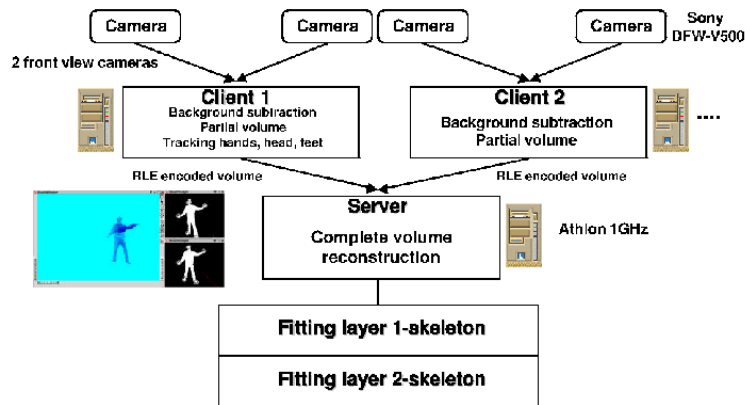 Camera
Camera
Camera
Camera
Sony
DFW-V500
2 front view cameras
Client 1
Background subtraction
Partial volume
Tracking hands, head, feet
Client 2
Background subtraction
Partial volume
....
RLE encoded volume
RLE encoded volume
Server
Complete volume
reconstruction
Athlon 1GHz
Fitting layer 1-skeleton
Fitting layer 2-skeleton